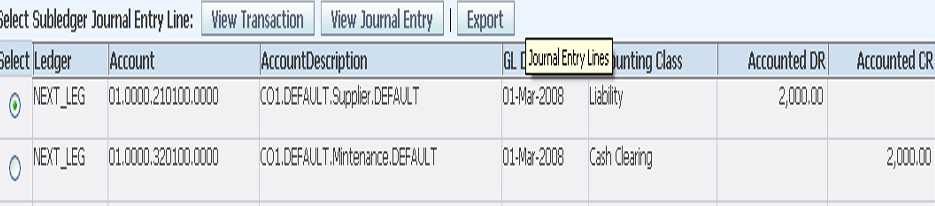 Select Subledger Journal Entry Line: View Transaction View Journal Entry | Export
Select Ledger Account AccountDescription GL D Journal Entry Lines ounting Class Accounted DR Accounted CR
NEXT_LEG 01.0000.210100.0000 CO1.DEFAULT.Supplier.DEFAULT 01-Mar-2008 Liability 2,000.00
NEXT_LEG 01.0000.320100.0000 CO1.DEFAULT.Mintenance.DEFAULT 01-Mar-2008 Cash Clearing 2,000.00